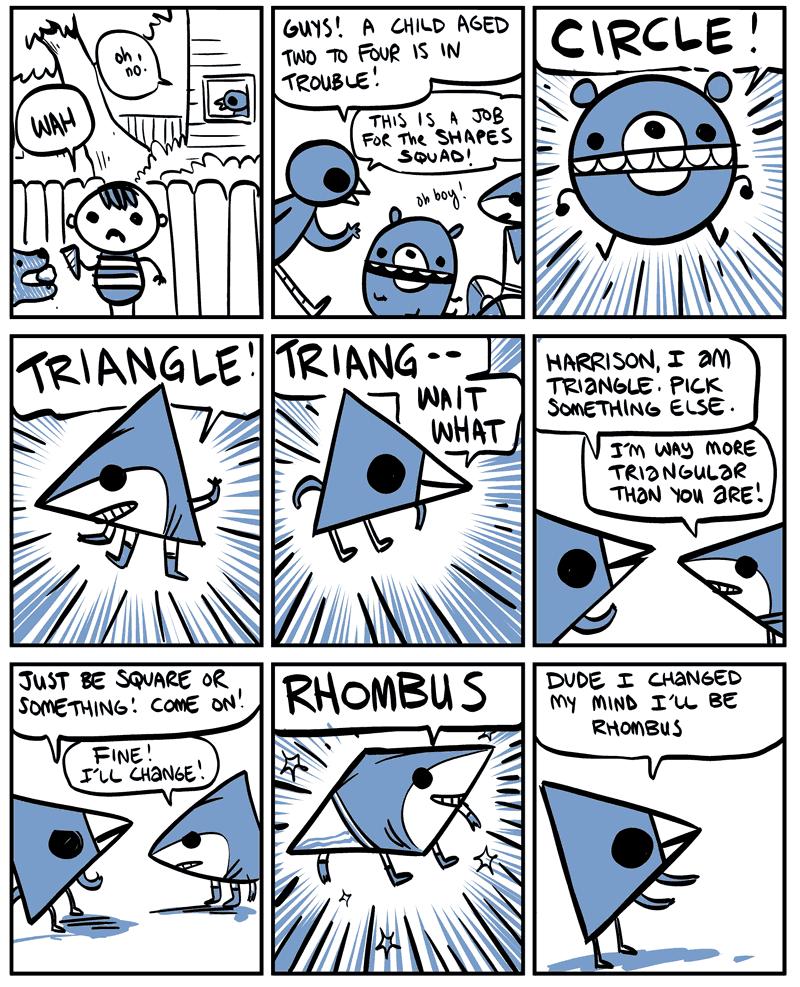 oh
no!
WAH
GUYS! A CHILD AGED
TWO TO FOUR IS IN
TROUBLE!
THIS IS A JOB
FOR THE SHAPES
SQUAD!
oh boy!
CIRCLE!
TRIANGLE!
TRIANG--
WAIT
WHAT
HARRISON, I AM
TRIANGLE. PICK
SOMETHING ELSE.
I'M WAY MORE
TRIANGULAR
THAN YOU ARE!
JUST BE SQUARE OR
SOMETHING! COME ON!
FINE!
I'LL CHANGE!
RHOMBUS
DUDE I CHANGED
MY MIND I'LL BE
RHOMBUS